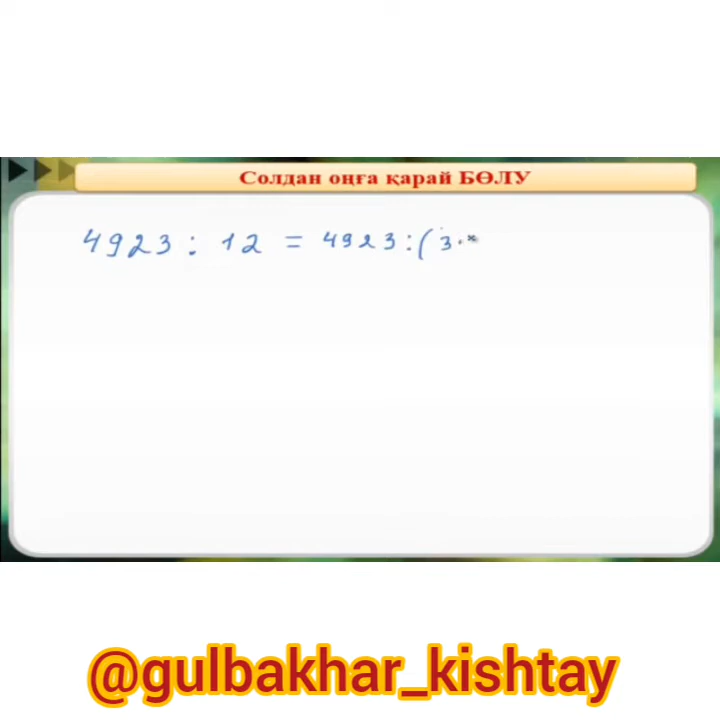 Солдан оңға қарай БӨЛУ
4923 : 12 = 4923 : ( 3 ·
@gulbakhar_kishtay